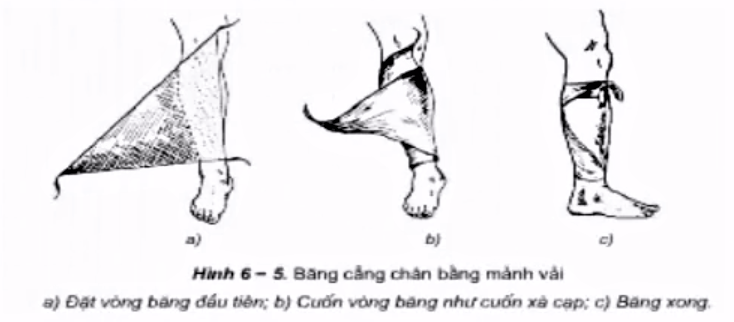 a) b) c)
Hình 6 – 5. Băng cẳng chân bằng mảnh vải
a) Đặt vòng băng đầu tiên; b) Cuốn vòng băng như cuốn xà cạp; c) Băng xong.